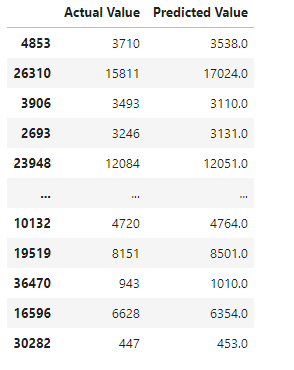 Actual Value Predicted Value
4853 3710 3538.0
26310 15811 17024.0
3906 3493 3110.0
2693 3246 3131.0
23948 12084 12051.0
... ... ...
10132 4720 4764.0
19519 8151 8501.0
36470 943 1010.0
16596 6628 6354.0
30282 447 453.0